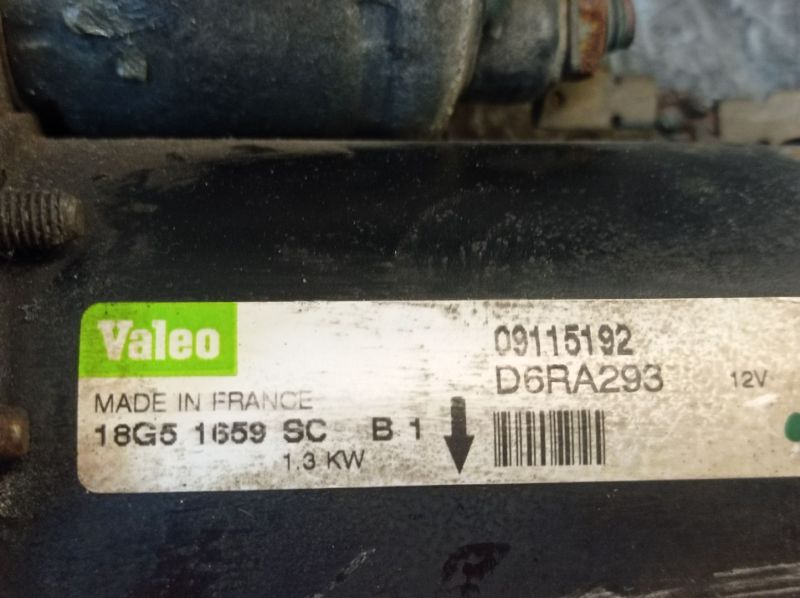 Valeo
09115192
D6RA293
12V
MADE IN FRANCE
18G5 1659 SC B 1
1.3 KW